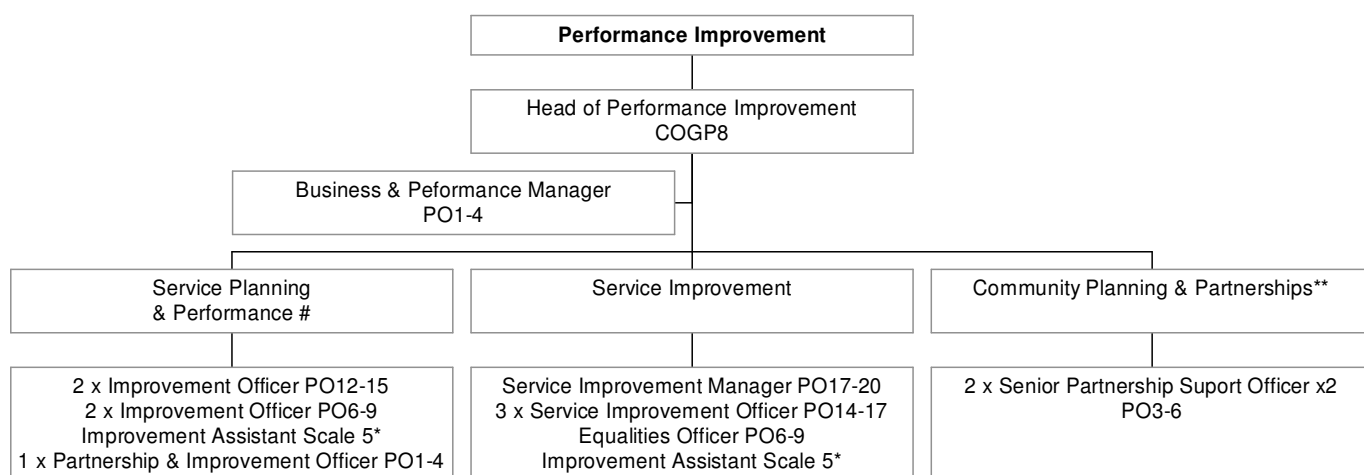 Performance Improvement
Head of Performance Improvement
COGP8
Business & Peformance Manager
PO1-4
Service Planning
& Performance #
Service Improvement
Community Planning & Partnerships**
2 x Improvement Officer PO12-15
2 x Improvement Officer PO6-9
Improvement Assistant Scale 5*
1 x Partnership & Improvement Officer PO1-4
Service Improvement Manager PO17-20
3 x Service Improvement Officer PO14-17
Equalities Officer PO6-9
Improvement Assistant Scale 5*
2 x Senior Partnership Suport Officer x2
PO3-6